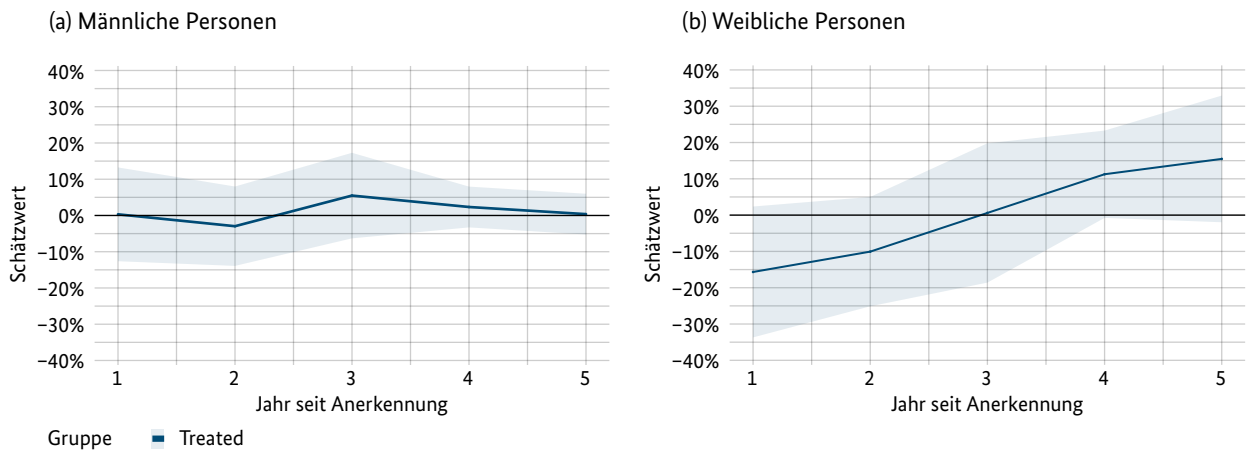 (a) Männliche Personen
40%
30%
20%
10%
0%
−10%
−20%
−30%
−40%
Schätzwert
1 2 3 4 5
Jahr seit Anerkennung
(b) Weibliche Personen
40%
30%
20%
10%
0%
−10%
−20%
−30%
−40%
Schätzwert
1 2 3 4 5
Jahr seit Anerkennung
Gruppe Treated